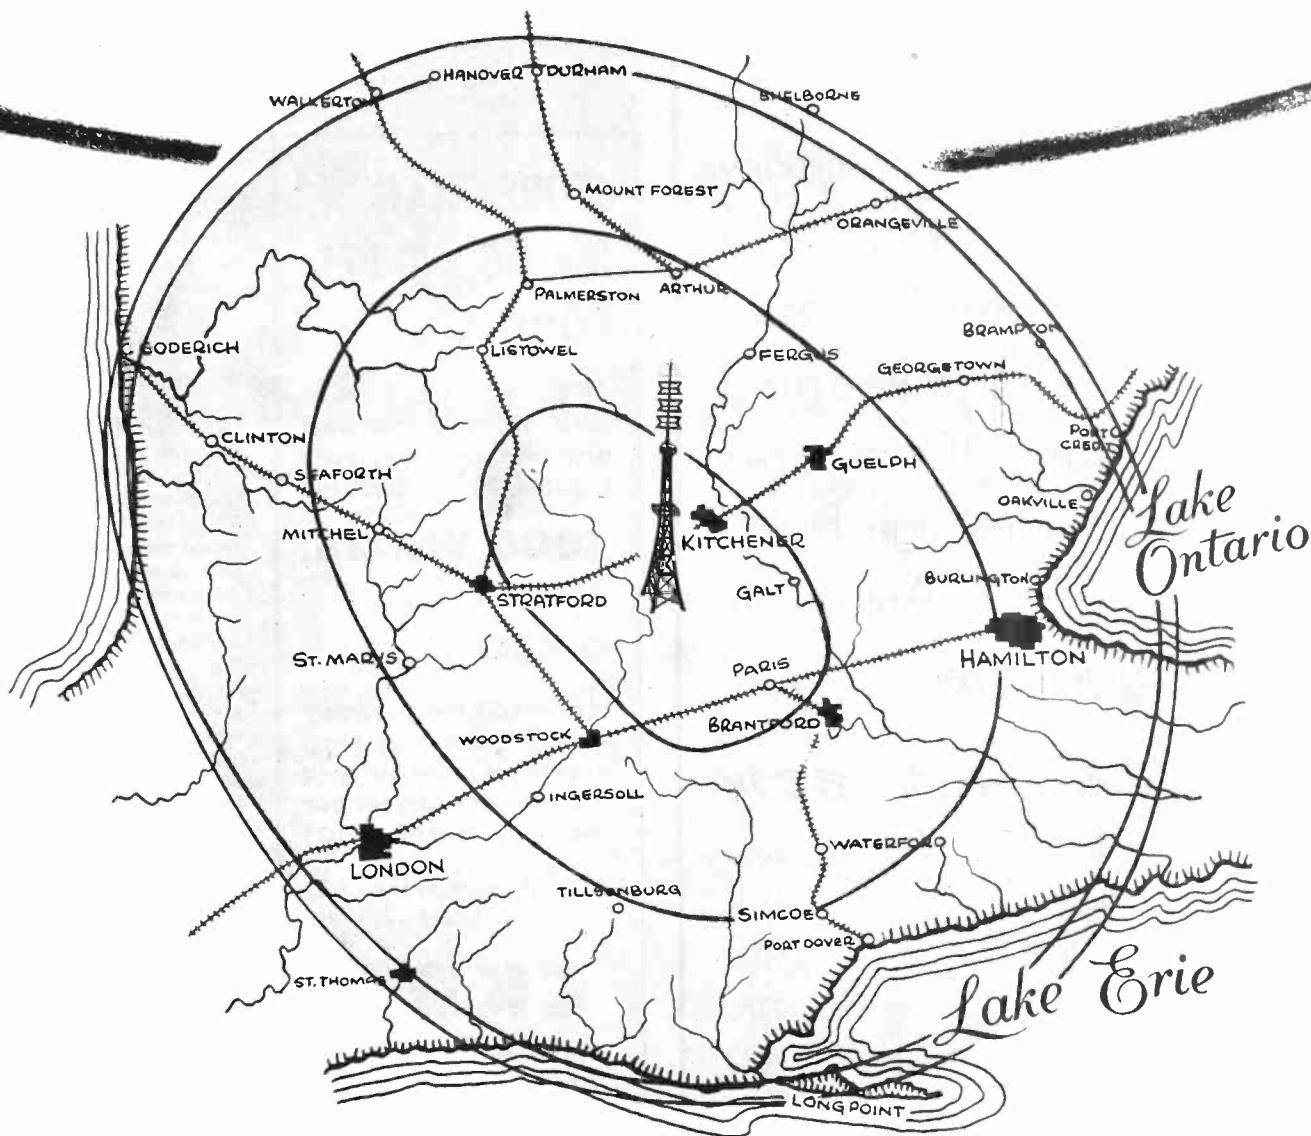 HANOVER
DURHAM
WALKERTON
SHELBORNE
MOUNT FOREST
ORANGEVILLE
PALMERSTON
ARTHUR
BRAMPTON
GODERICH
LISTOWEL
FERGUS
GEORGETOWN
CLINTON
PORT
CREDIT
SEAFORTH
GUELPH
OAKVILLE
Lake
Ontario
MITCHEL
KITCHENER
BURLINGTON
GALT
STRATFORD
ST. MARYS
PARIS
HAMILTON
BRANTFORD
WOODSTOCK
INGERSOLL
WATERFORD
LONDON
TILLSONBURG
SIMCOE
PORT DOVER
ST. THOMAS
Lake Erie
LONG POINT